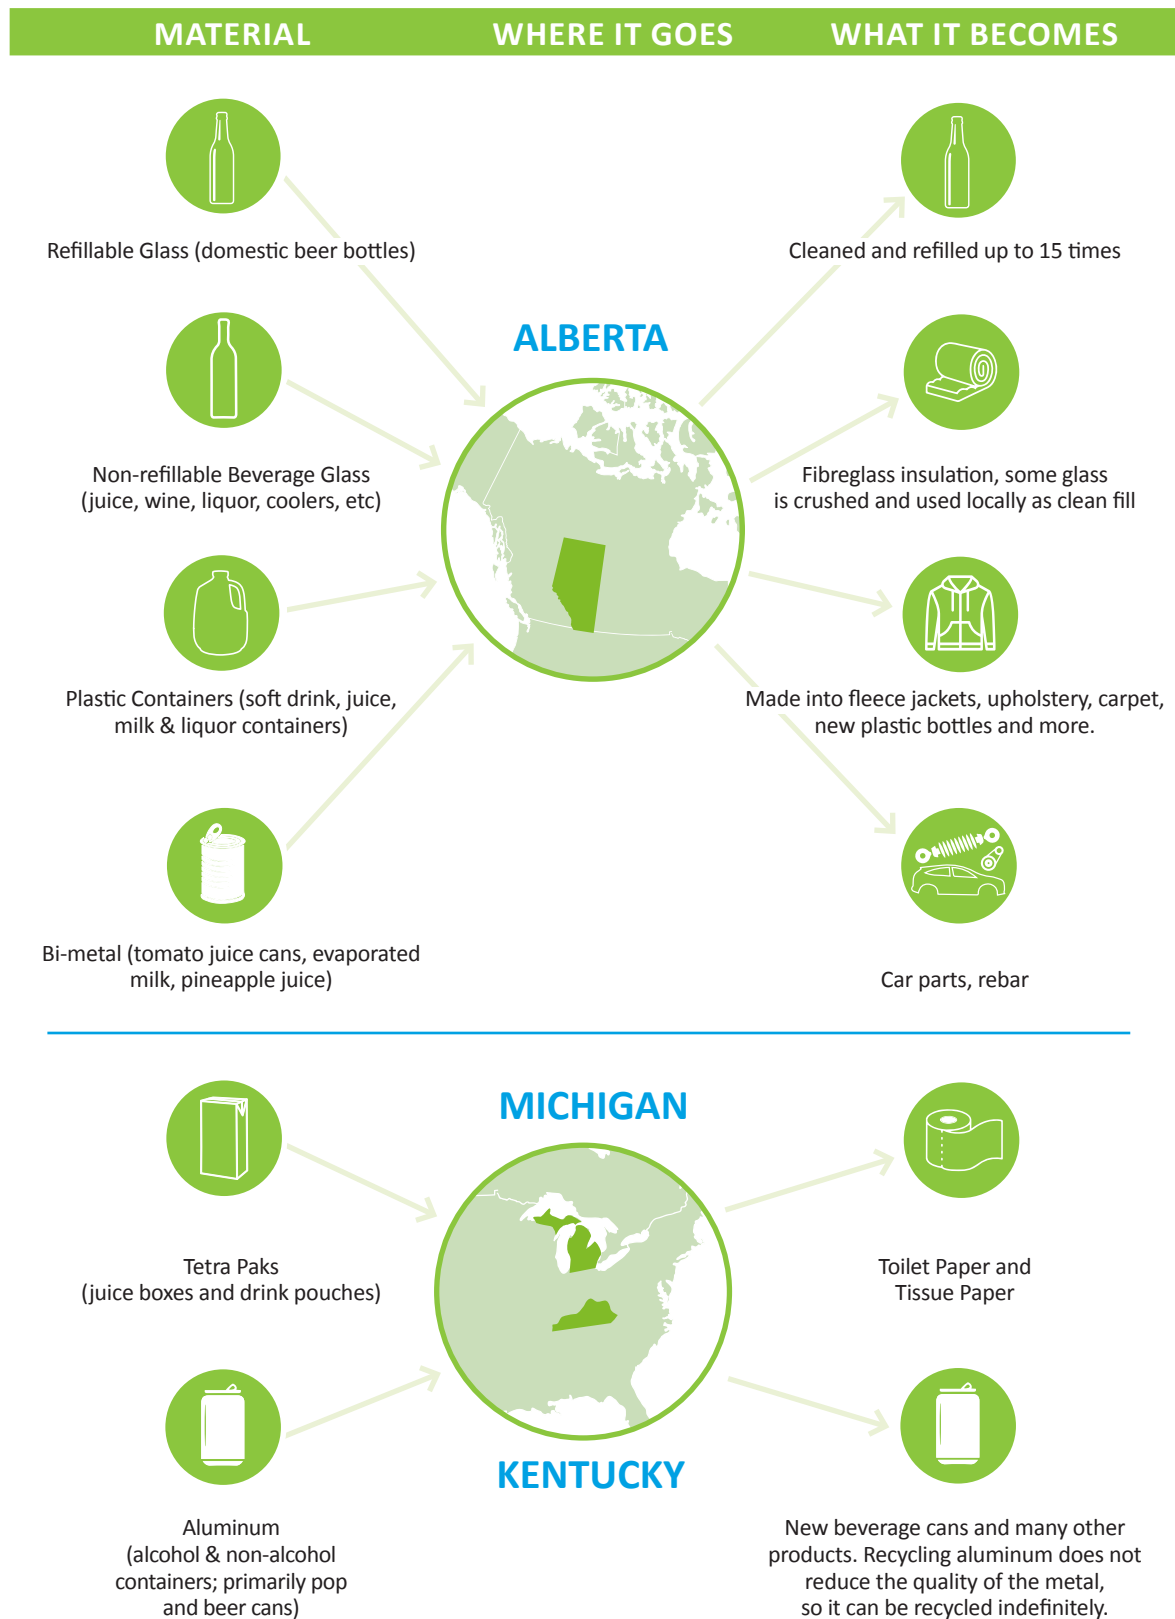 MATERIAL
WHERE IT GOES
WHAT IT BECOMES
Refillable Glass (domestic beer bottles)
Cleaned and refilled up to 15 times
ALBERTA
Non-refillable Beverage Glass
(juice, wine, liquor, coolers, etc)
Fibreglass insulation, some glass
is crushed and used locally as clean fill
Plastic Containers (soft drink, juice,
milk & liquor containers)
Made into fleece jackets, upholstery, carpet,
new plastic bottles and more.
Bi-metal (tomato juice cans, evaporated
milk, pineapple juice)
Car parts, rebar
MICHIGAN
Tetra Paks
(juice boxes and drink pouches)
Toilet Paper and
Tissue Paper
KENTUCKY
Aluminum
(alcohol & non-alcohol
containers; primarily pop
and beer cans)
New beverage cans and many other
products. Recycling aluminum does not
reduce the quality of the metal,
so it can be recycled indefinitely.